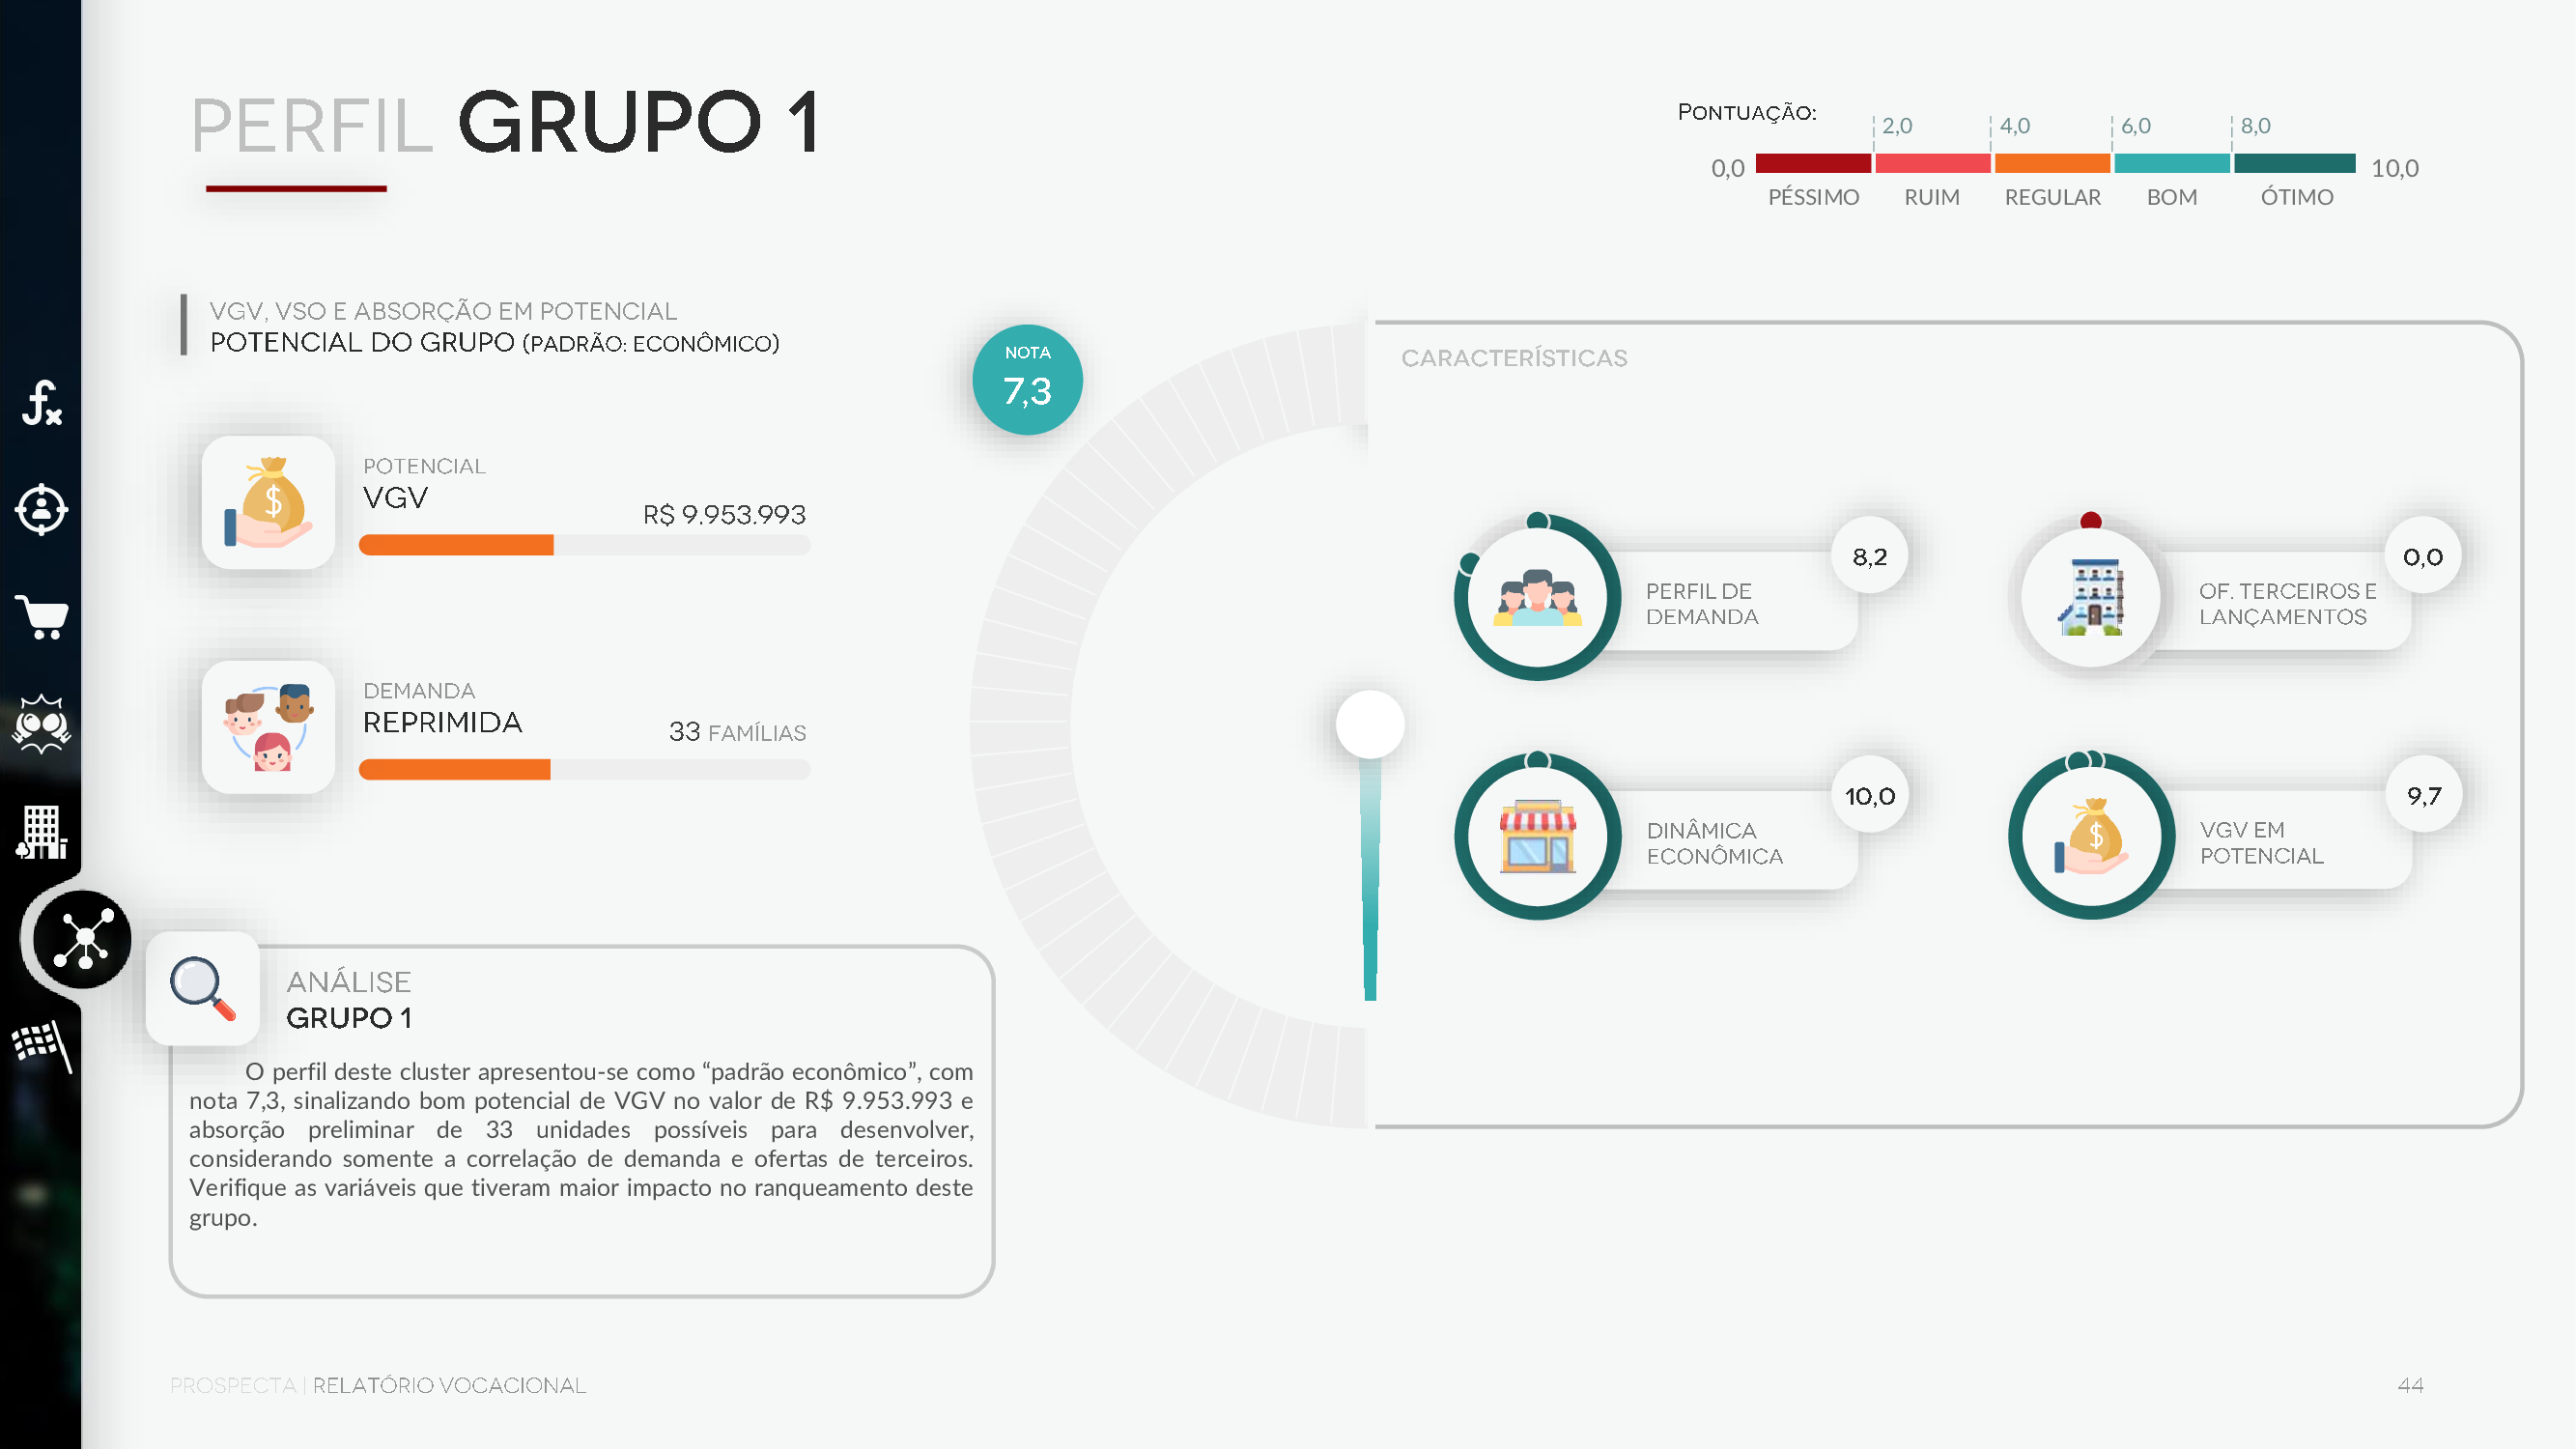 PERFIL GRUPO 1
PONTUAÇÃO:
2,0 4,0 6,0 8,0
0,0 10,0
PÉSSIMO RUIM REGULAR BOM ÓTIMO
VGV, VSO E ABSORÇÃO EM POTENCIAL
POTENCIAL DO GRUPO (PADRÃO: ECONÔMICO)
POTENCIAL
VGV
R$ 9.953.993
DEMANDA
REPRIMIDA
33 FAMÍLIAS
NOTA
7,3
CARACTERÍSTICAS
PERFIL DE
DEMANDA
8,2
OF. TERCEIROS E
LANÇAMENTOS
0,0
DINÂMICA
ECONÔMICA
10,0
VGV EM
POTENCIAL
9,7
$
$
ANÁLISE
GRUPO 1
O perfil deste cluster apresentou-se como “padrão econômico”, com
nota 7,3, sinalizando bom potencial de VGV no valor de R$ 9.953.993 e
absorção preliminar de 33 unidades possíveis para desenvolver,
considerando somente a correlação de demanda e ofertas de terceiros.
Verifique as variáveis que tiveram maior impacto no ranqueamento deste
grupo.
PROSPECTA | RELATÓRIO VOCACIONAL
44